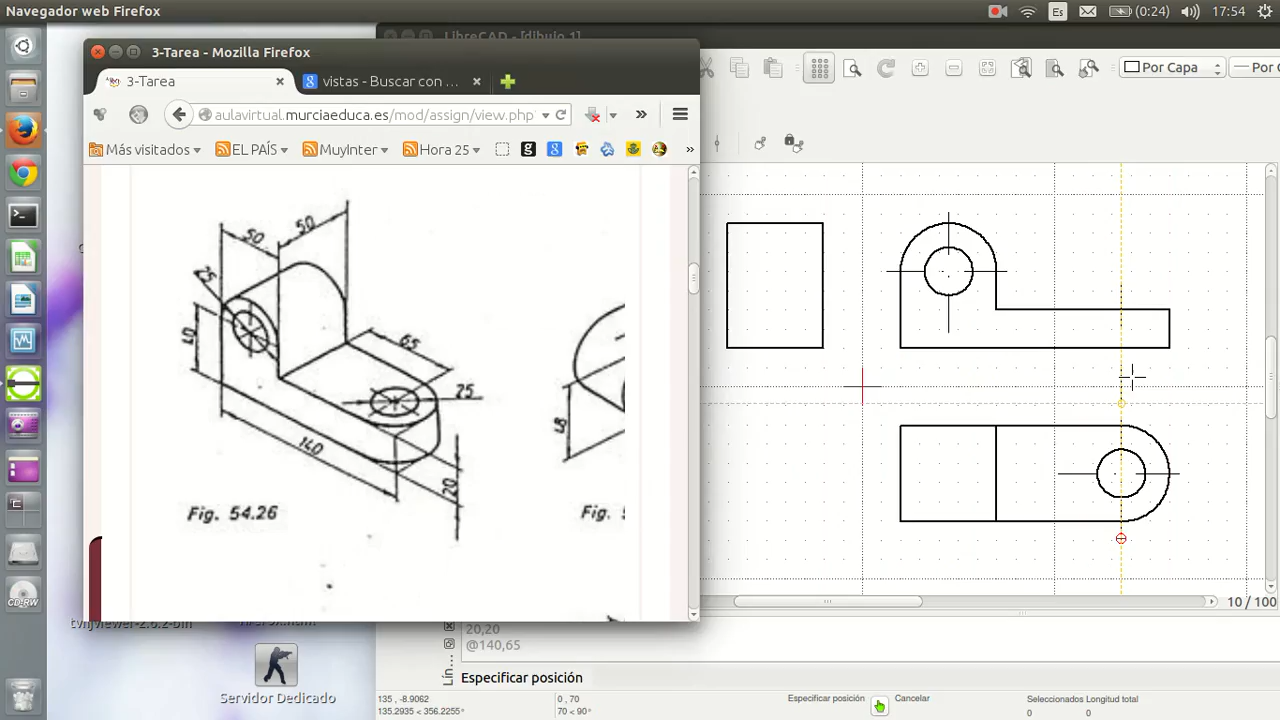 Navegador web Firefox
Es
(0:24)
17:54
LibreCAD - [dibujo 1]
3-Tarea - Mozilla Firefox
3-Tarea
vistas - Buscar con ...
Por Capa
Por C
aulavirtual.murciaeduca.es/mod/assign/view.php
Más visitados
EL PAÍS
MuyInter
Hora 25
50
50
25
40
65
25
140
20
48
Fig. 54.26
Fig.
10 / 100
20,20
@140,65
Lín...
Especificar posición
135 , -8.9062
135.2935 < 356.2255°
0 , 70
70 < 90°
Especificar posición
Cancelar
Seleccionados Longitud total
0
0
Servidor Dedicado
CD-RW